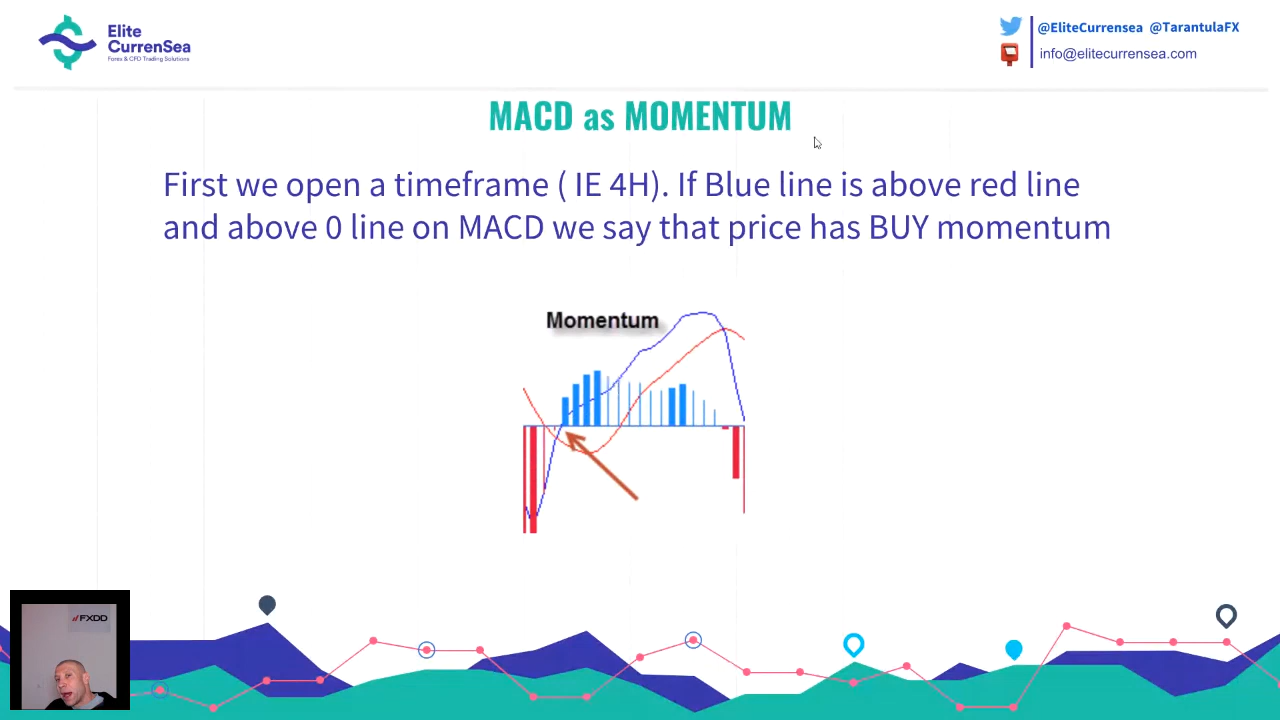 Elite
CurrenSea
Forex & CFD Trading Solutions
@EliteCurrensea @TarantulaFX
info@elitecurrensea.com
MACD as MOMENTUM
First we open a timeframe ( IE 4H). If Blue line is above red line
and above 0 line on MACD we say that price has BUY momentum
Momentum
FXDD